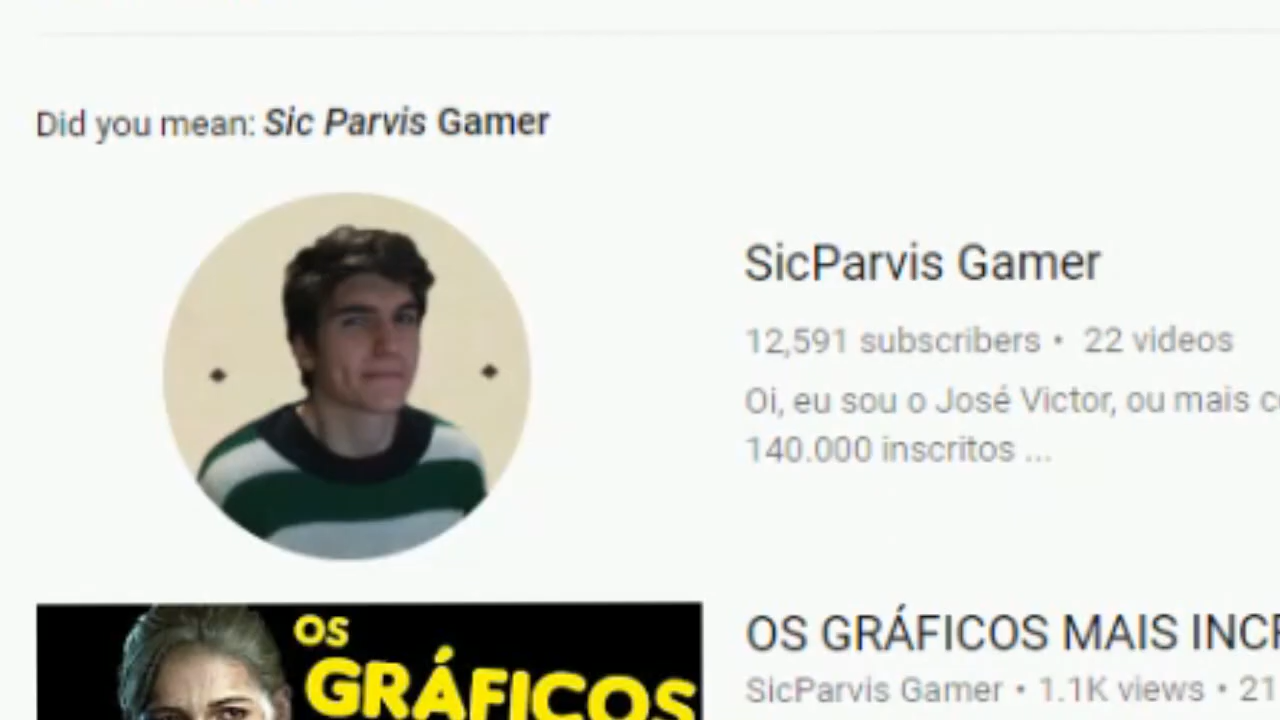 Did you mean: Sic Parvis Gamer
SicParvis Gamer
12,591 subscribers • 22 videos
Oi, eu sou o José Victor, ou mais
140.000 inscritos ...
OS
GRÁFICOS
OS GRÁFICOS MAIS
SicParvis Gamer • 1.1K views • 21